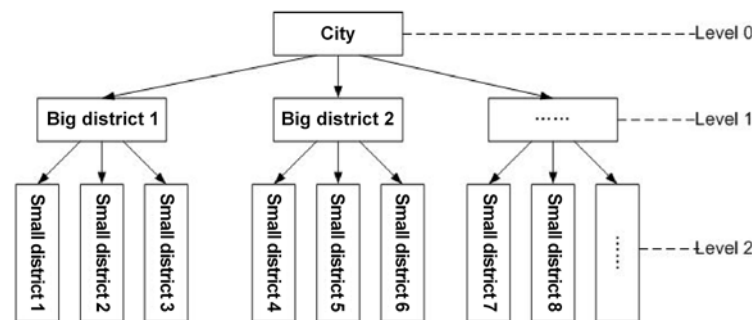 City
Level 0
Big district 1
Big district 2
······
Level 1
Small district 1
Small district 2
Small district 3
Small district 4
Small district 5
Small district 6
Small district 7
Small district 8
······
Level 2